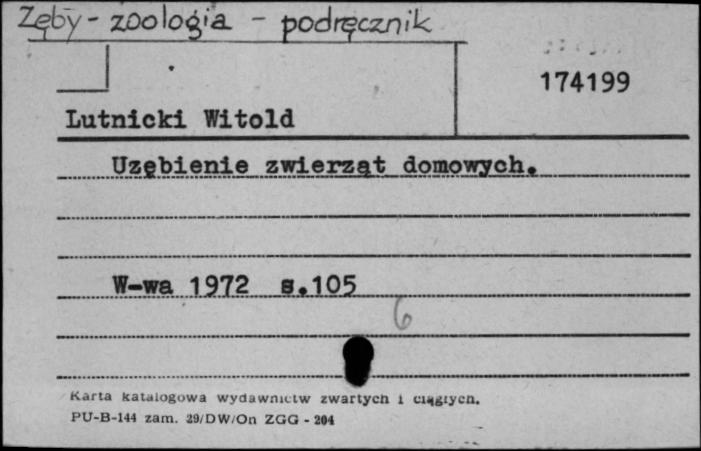 Zęby - zoologia - podręcznik
174199
Lutnicki Witold
Uzębienie zwierząt domowych.
W-wa 1972 s.105
6
Karta katalogowa wydawnictw zwartych i ciągłych.
PU-B-144 zam. 29/DW/On ZGG - 204